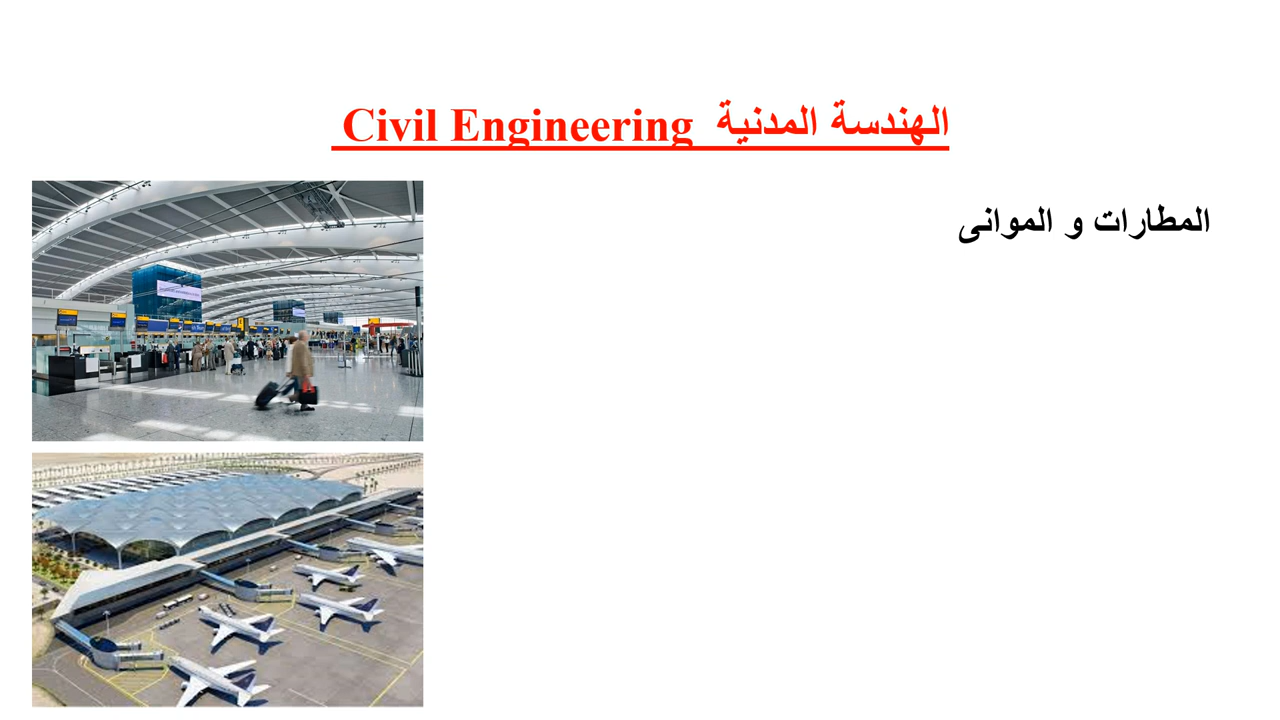 الهندسة المدنية Civil Engineering
المطارات و الموانى